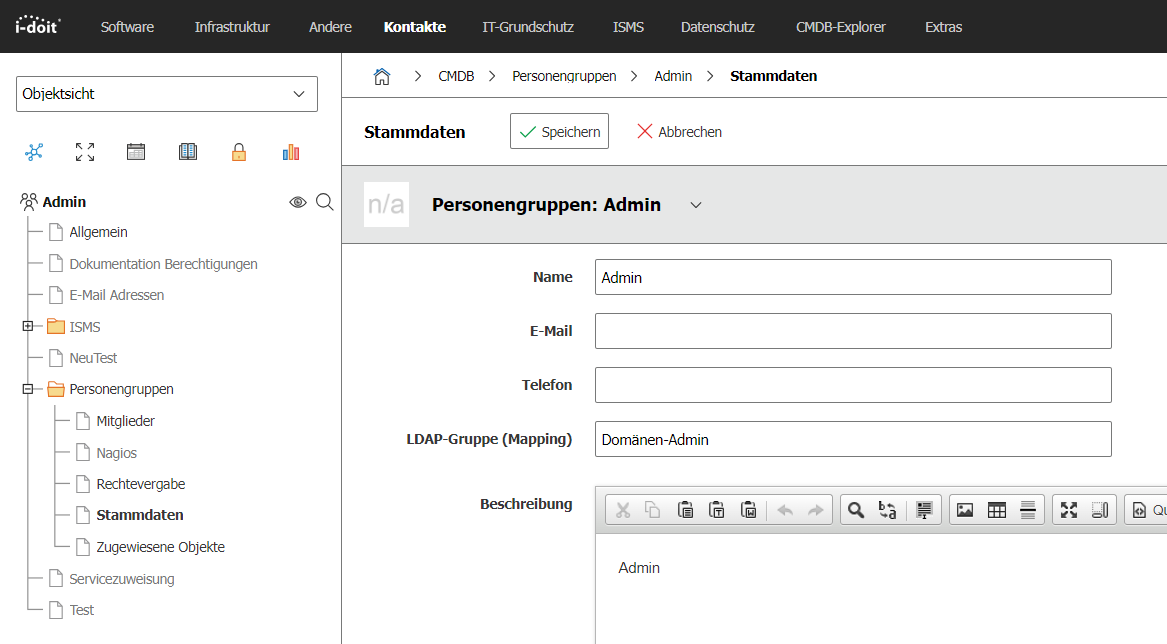 i-doit Software Infrastruktur Andere Kontakte IT-Grundschutz ISMS Datenschutz CMDB-Explorer Extras
Objektsicht
CMDB Personengruppen Admin Stammdaten
Stammdaten Speichern Abbrechen
Admin
Allgemein
Dokumentation Berechtigungen
E-Mail Adressen
ISMS
NeuTest
Personengruppen
Mitglieder
Nagios
Rechtevergabe
Stammdaten
Zugewiesene Objekte
Servicezuweisung
Test
n/a Personengruppen: Admin
Name Admin
E-Mail
Telefon
LDAP-Gruppe (Mapping) Domänen-Admin
Beschreibung
Qu
Admin